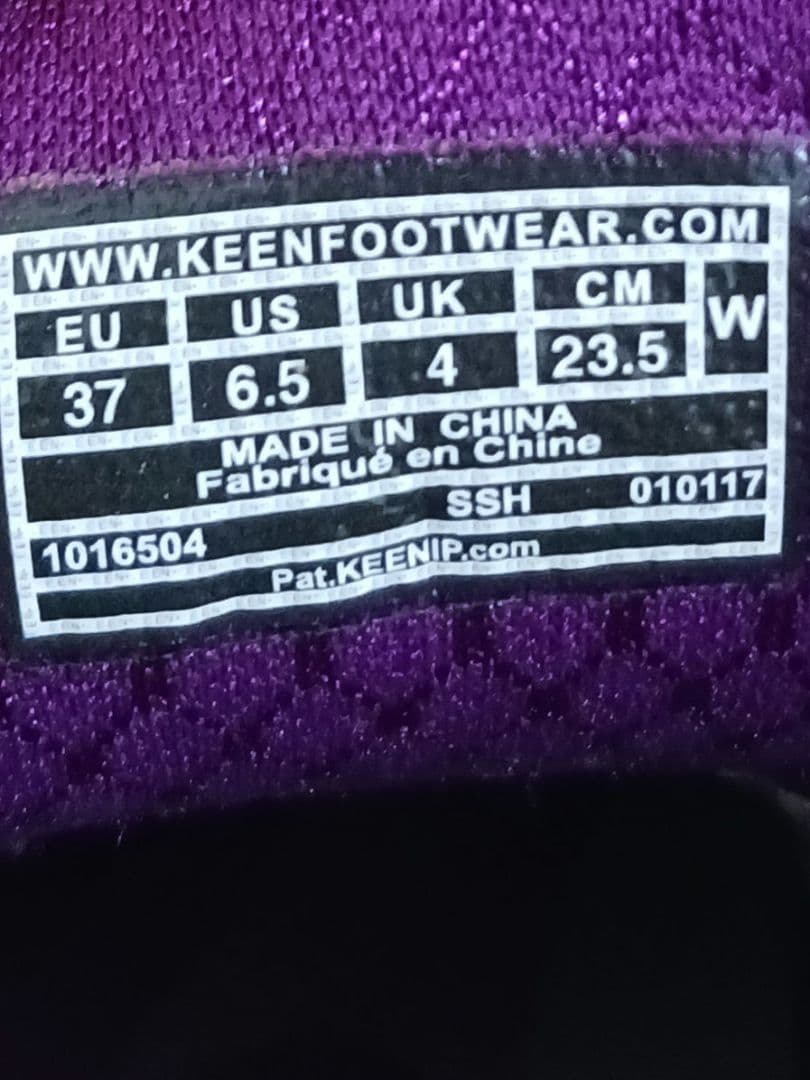 WWW.KEENFOOTWEAR.COM
EU US UK CM W
37 6.5 4 23.5
MADE IN CHINA
Fabriqué en Chine
1016504 SSH 010117
Pat.KEENIP.com